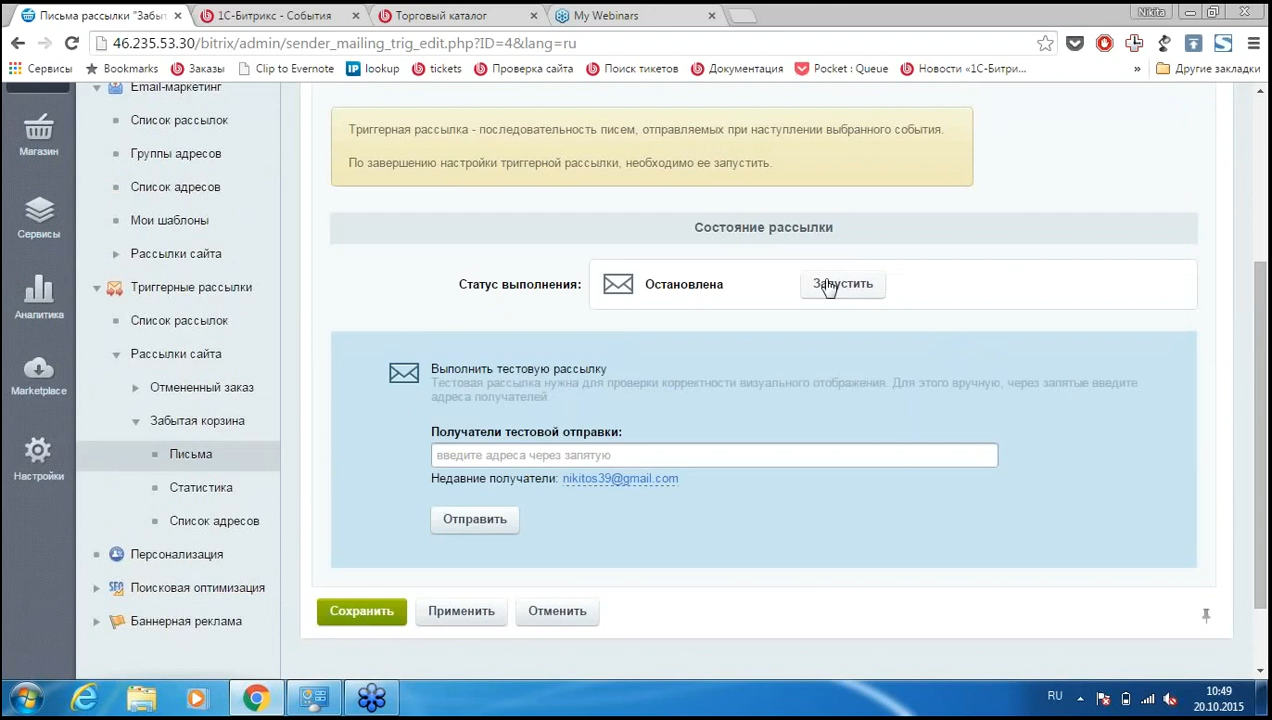 Письма рассылки "Забыт
1С-Битрикс - События
Торговый каталог
My Webinars
Nikita
46.235.53.30/bitrix/admin/sender_mailing_trig_edit.php?ID=4&lang=ru
Сервисы
Bookmarks
Заказы
Clip to Evernote
IP lookup
tickets
Проверка сайта
Поиск тикетов
Документация
Pocket : Queue
Новости «1С-Битри...
»
Другие закладки
Магазин
Сервисы
Аналитика
Marketplace
Настройки
Email-маркетинг
Список рассылок
Группы адресов
Список адресов
Мои шаблоны
Рассылки сайта
Триггерные рассылки
Список рассылок
Рассылки сайта
Отмененный заказ
Забытая корзина
Письма
Статистика
Список адресов
Персонализация
SEO Поисковая оптимизация
Баннерная реклама
Триггерная рассылка - последовательность писем, отправляемых при наступлении выбранного события.
По завершению настройки триггерной рассылки, необходимо ее запустить.
Состояние рассылки
Статус выполнения:
Остановлена
Запустить
Выполнить тестовую рассылку
Тестовая рассылка нужна для проверки корректности визуального отображения. Для этого вручную, через запятые введите
адреса получателей
Получатели тестовой отправки:
введите адреса через запятую
Недавние получатели: nikitos39@gmail.com
Отправить
Сохранить
Применить
Отменить
RU
10:49
20.10.2015